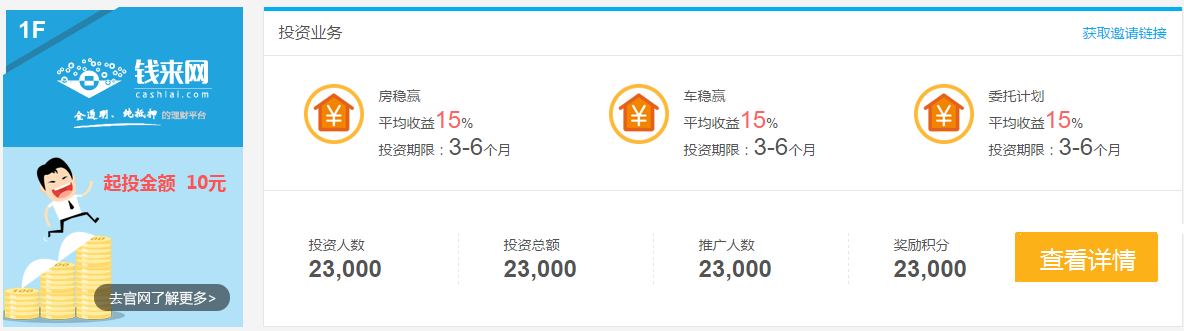 1F
钱来网
cashlai.com
全透明、纯抵押 的理财平台
起投金额 10元
去官网了解更多>
投资业务
获取邀请链接
房稳赢
平均收益15%
投资期限：3-6个月
车稳赢
平均收益15%
投资期限：3-6个月
委托计划
平均收益15%
投资期限：3-6个月
投资人数
23,000
投资总额
23,000
推广人数
23,000
奖励积分
23,000
查看详情